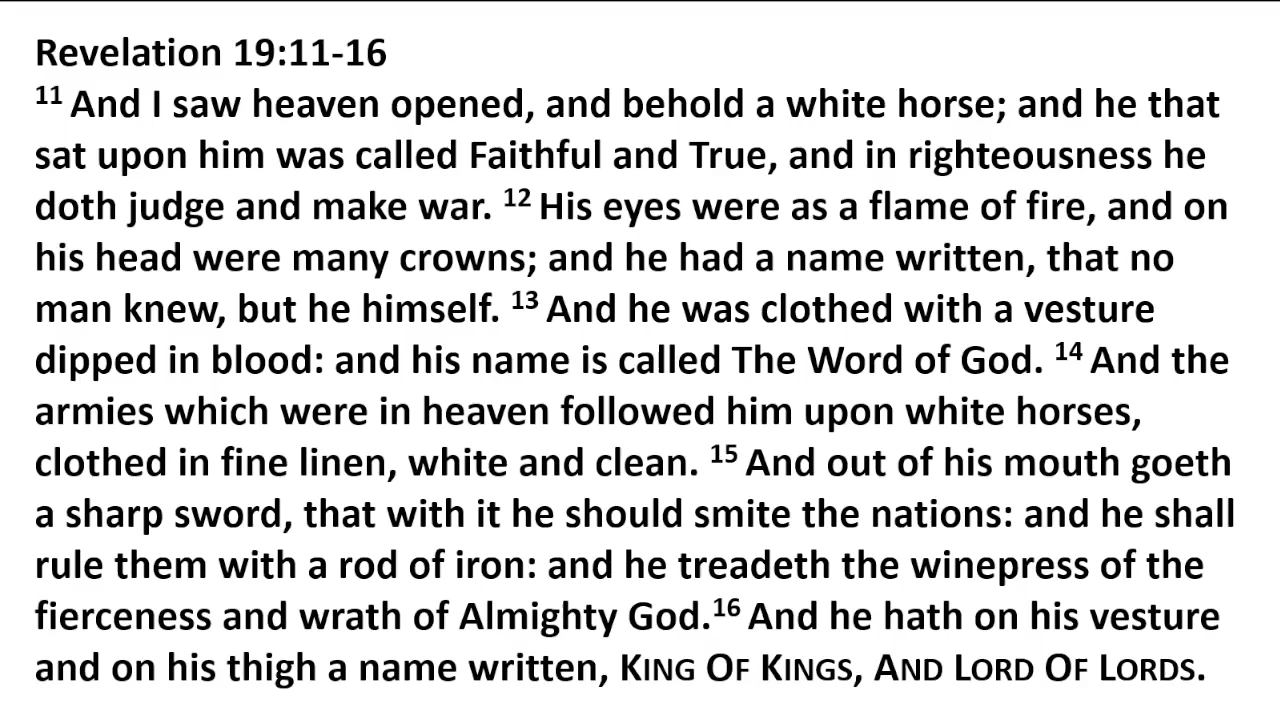 Revelation 19:11-16
11 And I saw heaven opened, and behold a white horse; and he that
sat upon him was called Faithful and True, and in righteousness he
doth judge and make war. 12 His eyes were as a flame of fire, and on
his head were many crowns; and he had a name written, that no
man knew, but he himself. 13 And he was clothed with a vesture
dipped in blood: and his name is called The Word of God. 14 And the
armies which were in heaven followed him upon white horses,
clothed in fine linen, white and clean. 15 And out of his mouth goeth
a sharp sword, that with it he should smite the nations: and he shall
rule them with a rod of iron: and he treadeth the winepress of the
fierceness and wrath of Almighty God.16 And he hath on his vesture
and on his thigh a name written, KING OF KINGS, AND LORD OF LORDS.